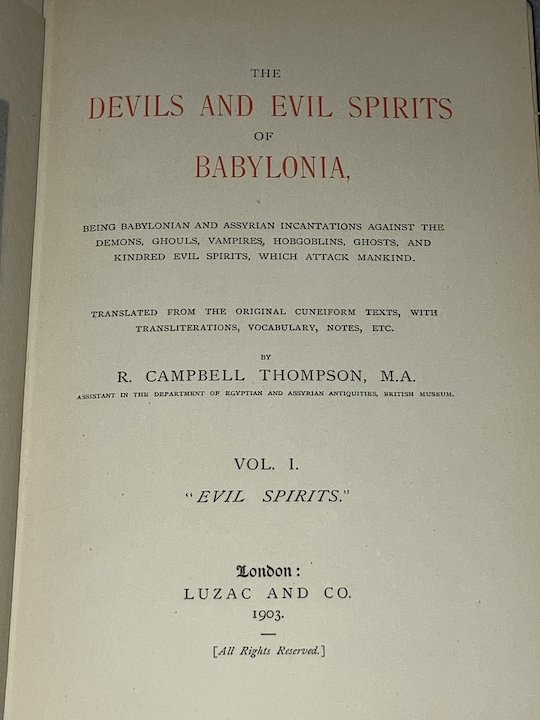 THE
DEVILS AND EVIL SPIRITS
OF
BABYLONIA,
BEING BABYLONIAN AND ASSYRIAN INCANTATIONS AGAINST THE
DEMONS, GHOULS, VAMPIRES, HOBGOBLINS, GHOSTS, AND
KINDRED EVIL SPIRITS, WHICH ATTACK MANKIND.
TRANSLATED FROM THE ORIGINAL CUNEIFORM TEXTS, WITH
TRANSLITERATIONS, VOCABULARY, NOTES, ETC.
BY
R. CAMPBELL THOMPSON, M.A.
ASSISTANT IN THE DEPARTMENT OF EGYPTIAN AND ASSYRIAN ANTIQUITIES, BRITISH MUSEUM.
VOL. I.
“EVIL SPIRITS.”
London:
LUZAC AND CO.
1903.
[All Rights Reserved.]